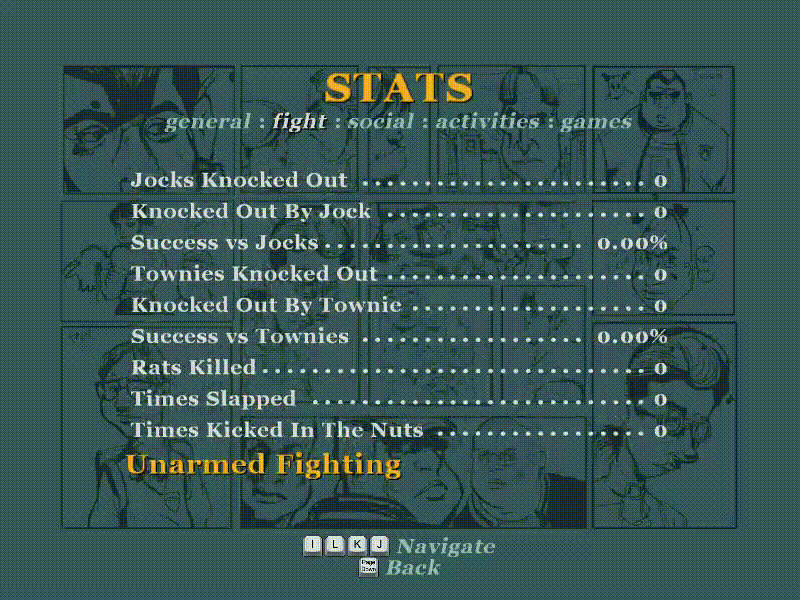 STATS
general : fight : social : activities : games
Jocks Knocked Out ...................... 0
Knocked Out By Jock .................... 0
Success vs Jocks .................... 0.00%
Townies Knocked Out .................... 0
Knocked Out By Townie .................. 0
Success vs Townies .................. 0.00%
Rats Killed .............................. 0
Times Slapped .......................... 0
Times Kicked In The Nuts ................ 0
Unarmed Fighting
I L K J Navigate
Page Down Back